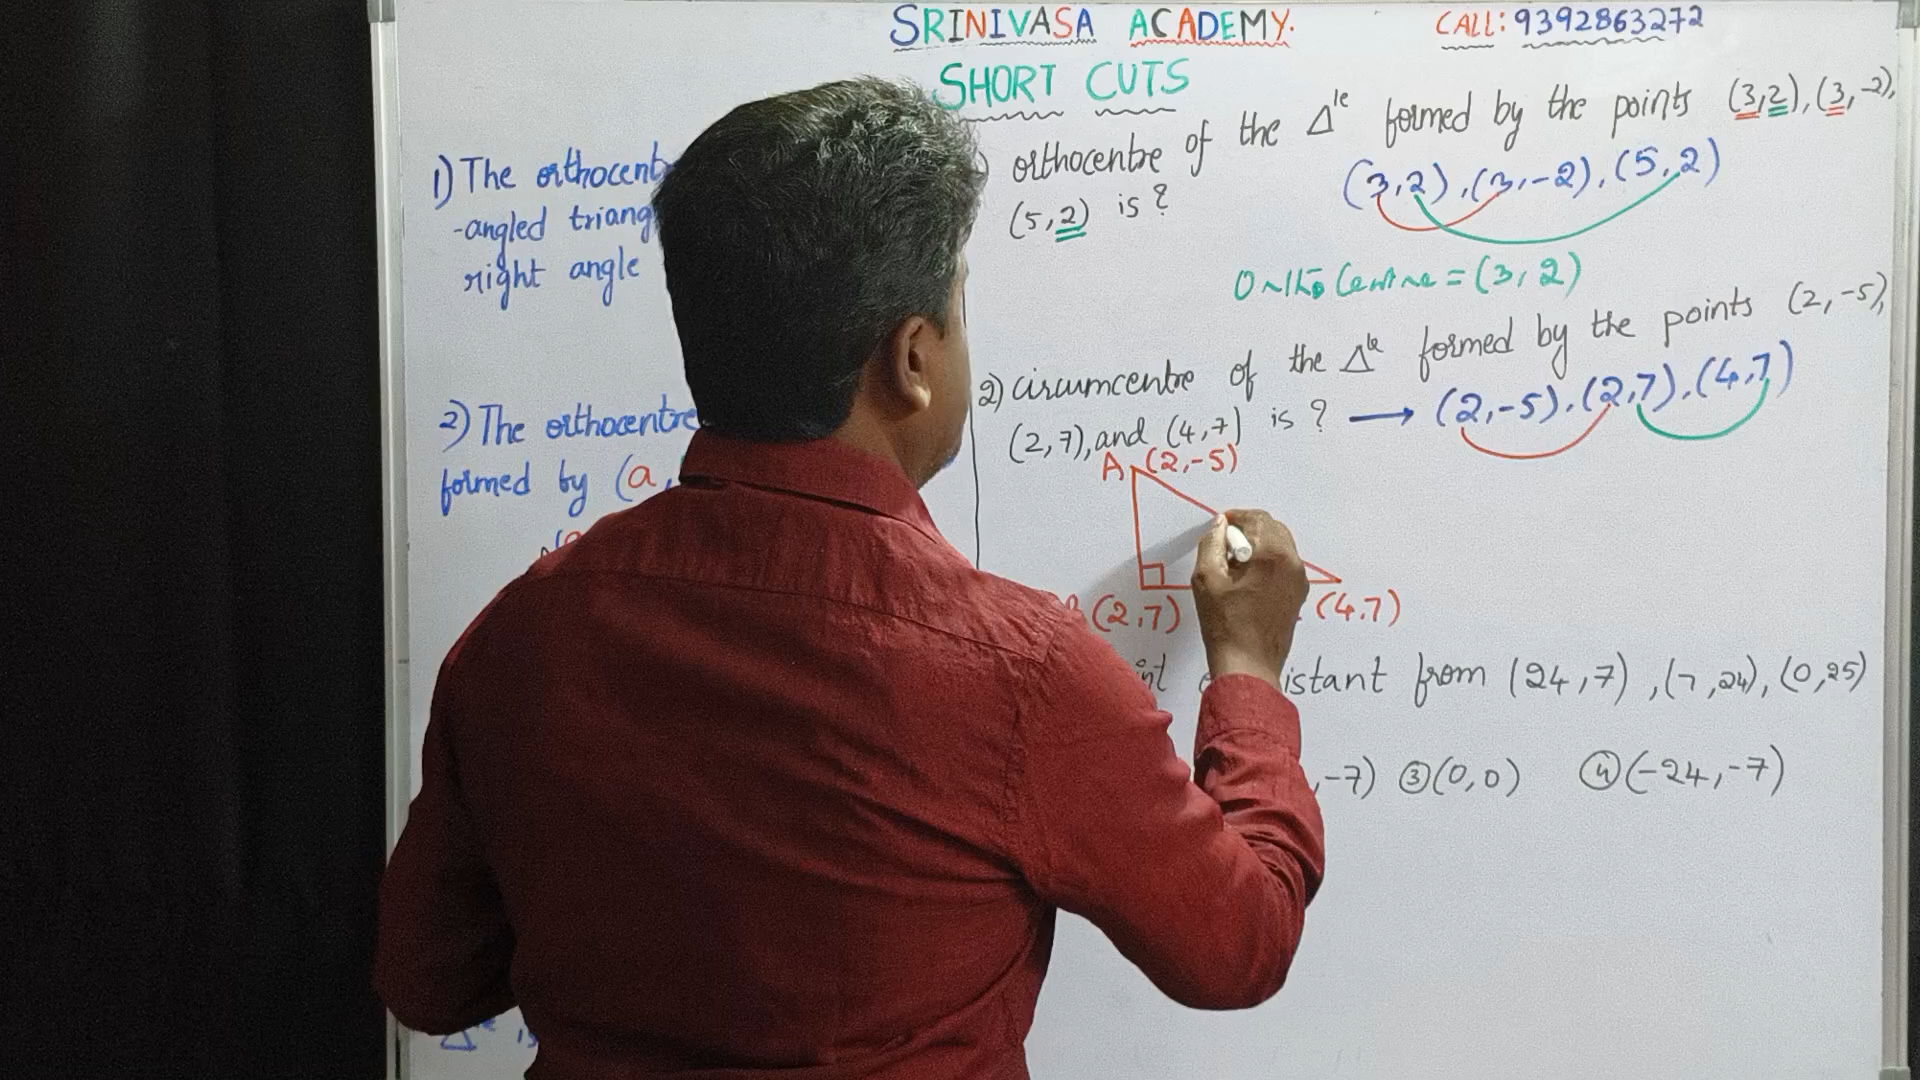 SRINIVASA ACADEMY.
CALL: 9392863272
SHORT CUTS
1) The orthocent
-angled triang
right angle
2) The orthocentre
formed by (a,
orthocentre of the Δle formed by the points (3,2), (3,-2),
(5,2) is?
(3,2), (3,-2), (5,2)
Ortho Centre = (3, 2)
2) circumcentre of the Δle formed by the points (2, -5),
(2,7), and (4,7) is? → (2,-5), (2,7), (4,7)
A (2,-5)
(2,7)
(4,7)
istant from (24,7), (7,24), (0,25)
,-7) ③(0,0) ④(-24,-7)
Δle is